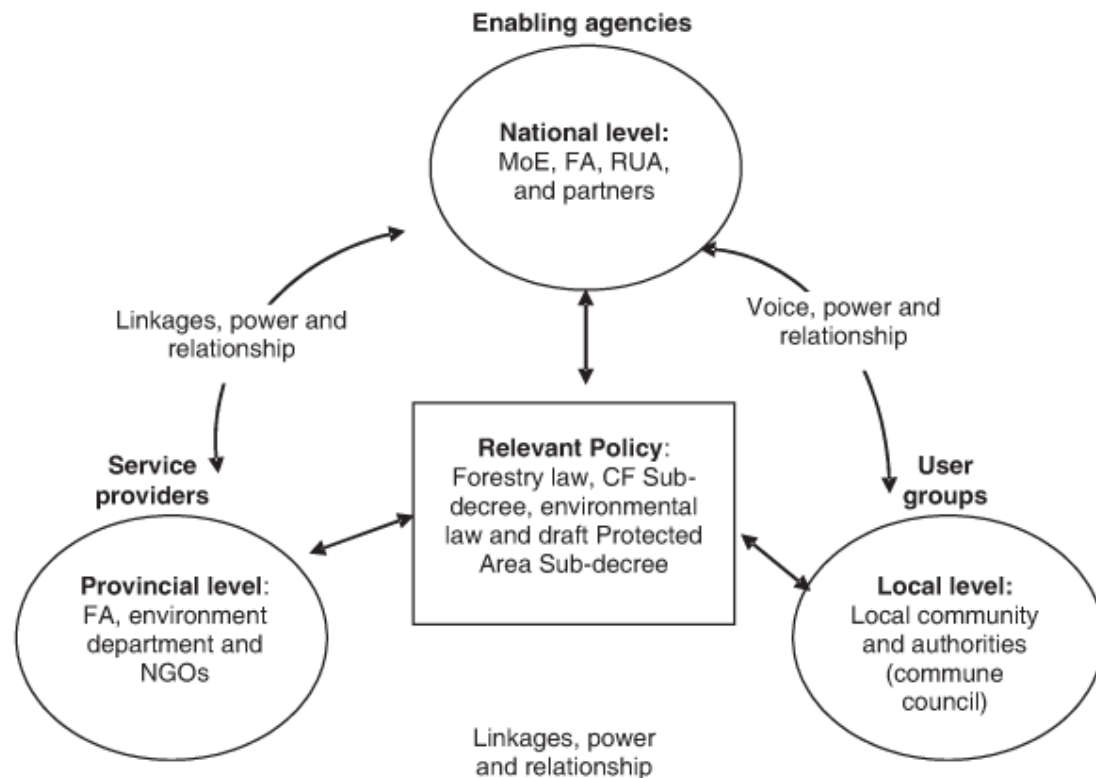 Enabling agencies
National level:
MoE, FA, RUA,
and partners
Linkages, power and
relationship
Voice, power and
relationship
Relevant Policy:
Forestry law, CF Sub-
decree, environmental
law and draft Protected
Area Sub-decree
Service
providers
Provincial level:
FA, environment
department and
NGOs
User
groups
Local level:
Local community
and authorities
(commune
council)
Linkages, power
and relationship